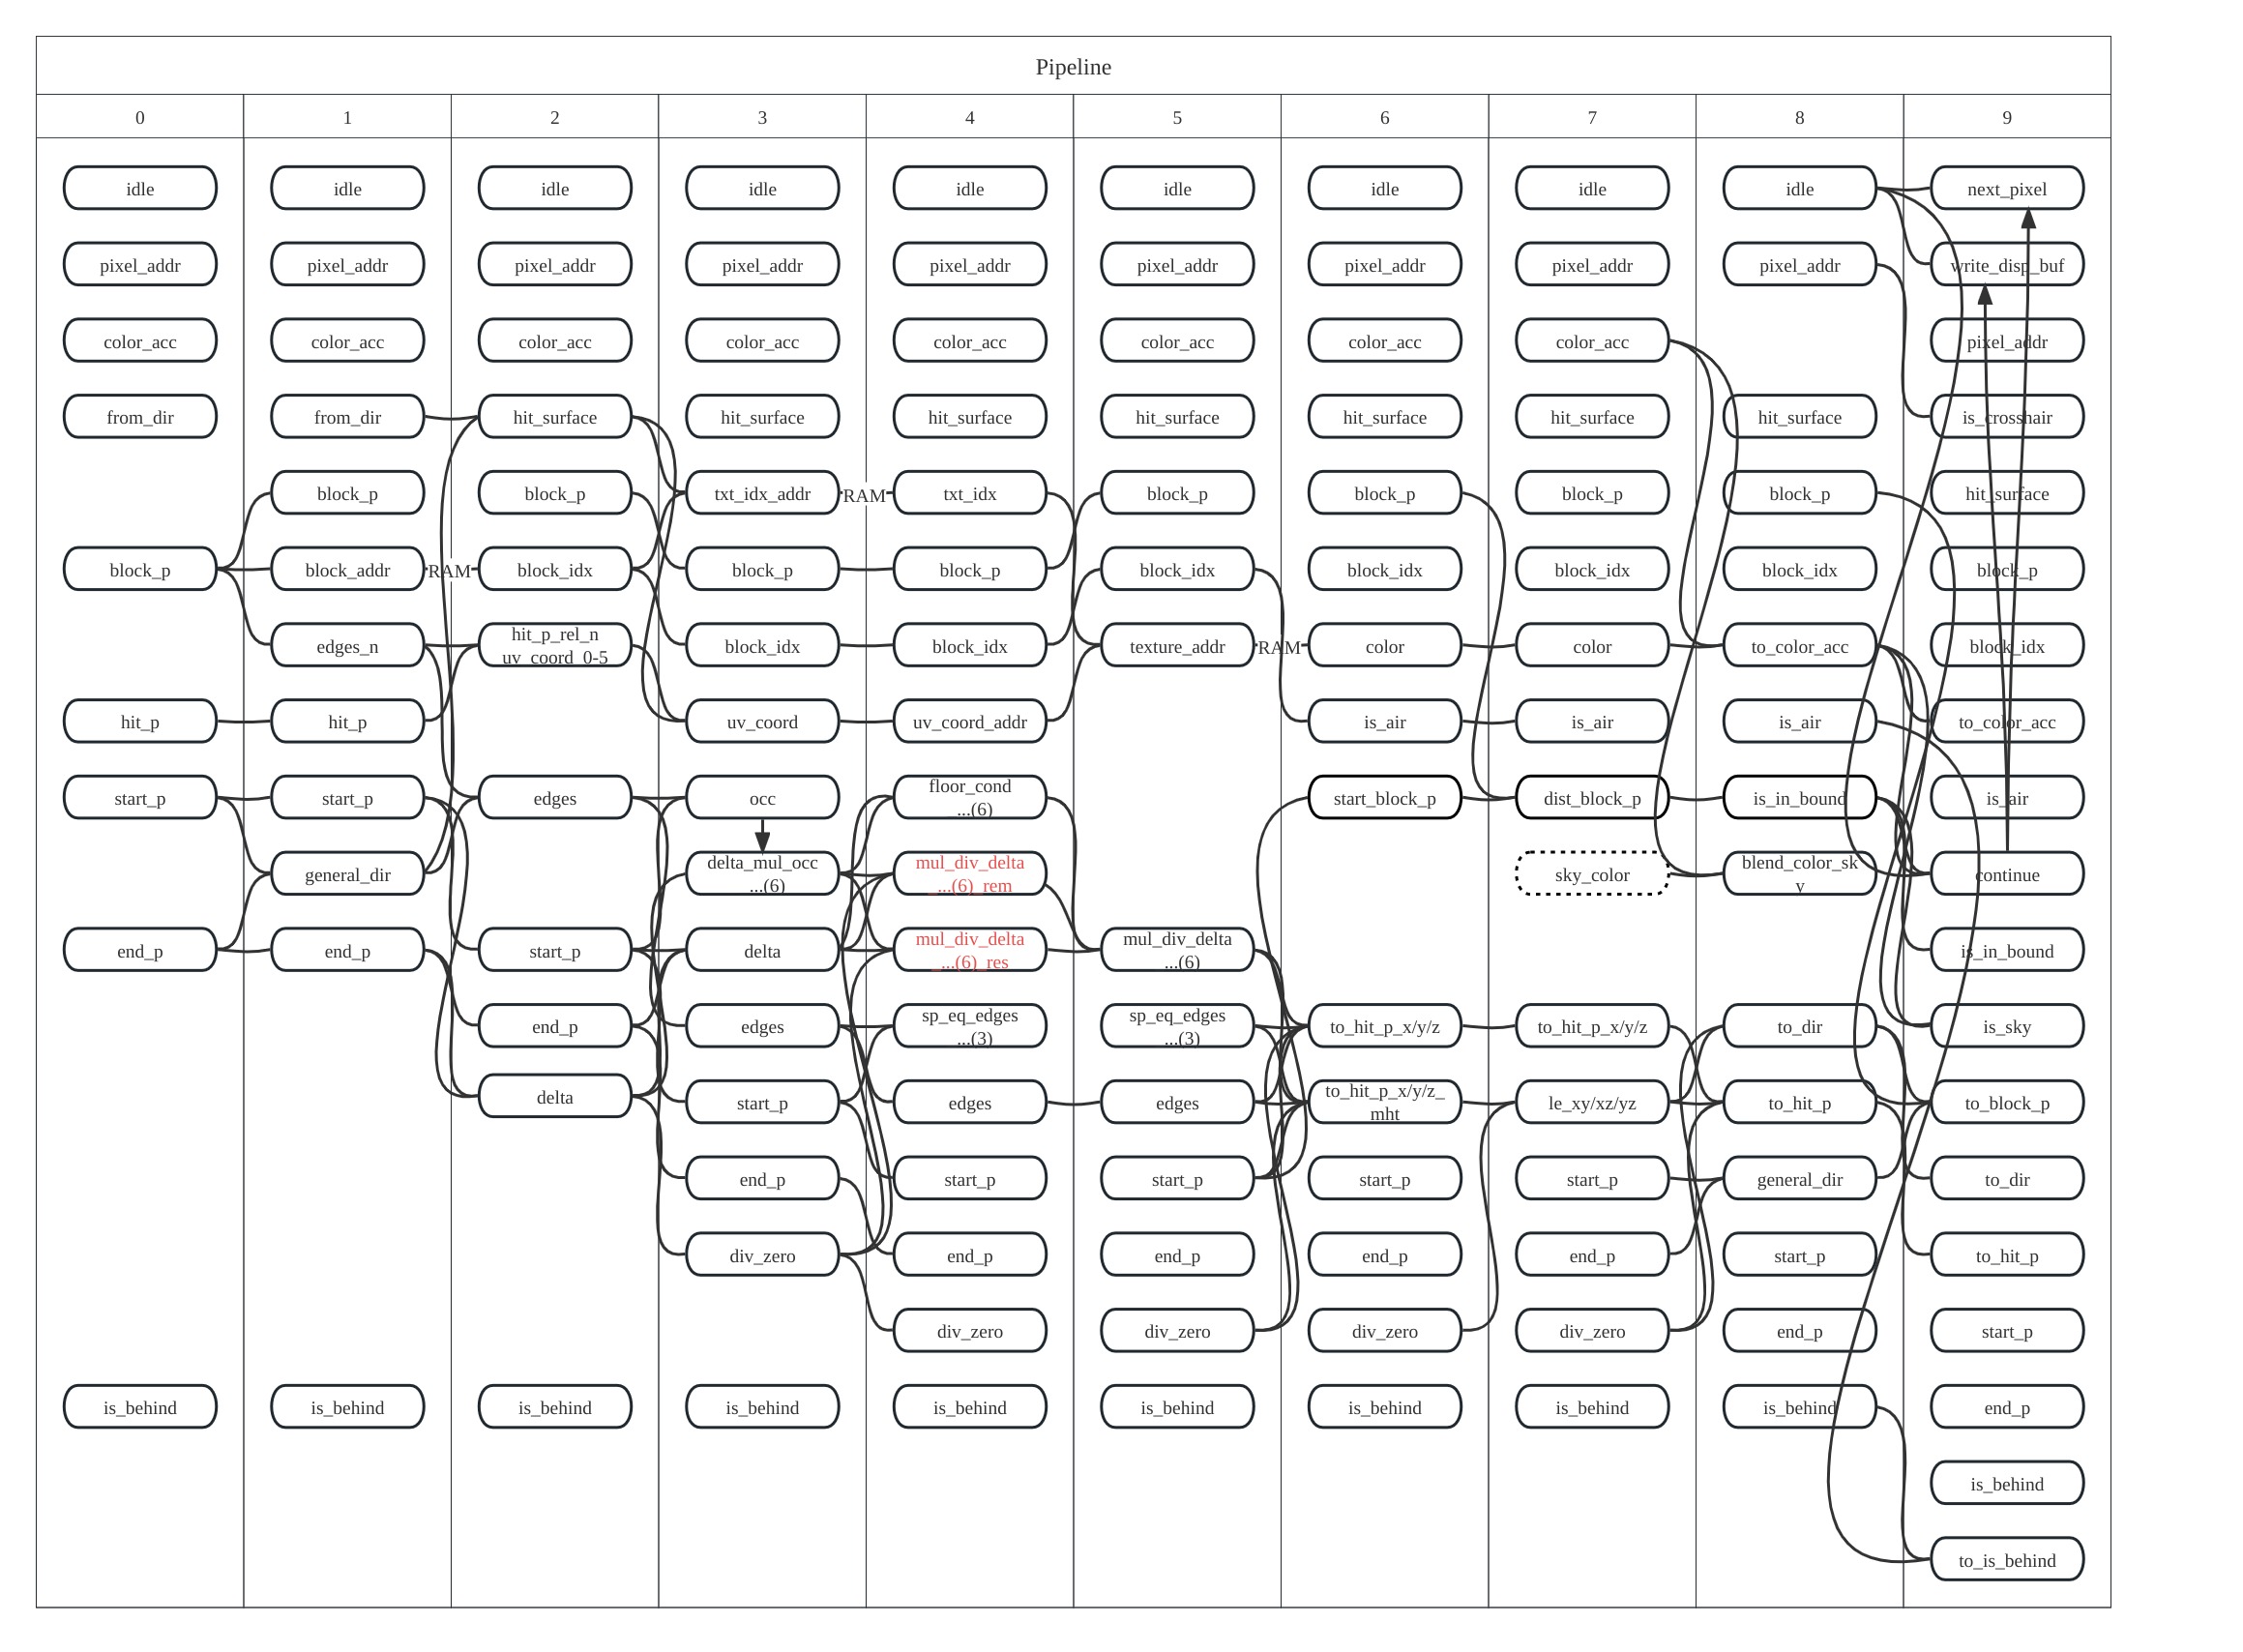 Pipeline
0 1 2 3 4 5 6 7 8 9
idle idle idle idle idle idle idle idle idle next_pixel
pixel_addr pixel_addr pixel_addr pixel_addr pixel_addr pixel_addr pixel_addr pixel_addr pixel_addr write_disp_buf
color_acc color_acc color_acc color_acc color_acc color_acc color_acc color_acc pixel_addr
from_dir from_dir hit_surface hit_surface hit_surface hit_surface hit_surface hit_surface hit_surface is_crosshair
block_p block_p txt_idx_addr RAM txt_idx block_p block_p block_p block_p hit_surface
block_p block_addr RAM block_idx block_p block_p block_idx block_idx block_idx block_idx block_p
edges_n hit_p_rel_n
uv_coord_0-5 block_idx block_idx texture_addr RAM color color to_color_acc block_idx
hit_p hit_p uv_coord uv_coord_addr is_air is_air is_air to_color_acc
start_p start_p edges occ floor_cond
_...(6) start_block_p dist_block_p is_in_bound is_air
general_dir delta_mul_occ
_...(6) mul_div_delta
_...(6)_rem sky_color blend_color_sk
y continue
end_p end_p start_p delta mul_div_delta
_...(6)_res mul_div_delta
_...(6) is_in_bound
end_p edges sp_eq_edges
_...(3) sp_eq_edges
_...(3) to_hit_p_x/y/z to_hit_p_x/y/z to_dir is_sky
delta start_p edges edges to_hit_p_x/y/z_
mht le_xy/xz/yz to_hit_p to_block_p
end_p start_p start_p start_p start_p general_dir to_dir
div_zero end_p end_p end_p end_p start_p to_hit_p
div_zero div_zero div_zero div_zero end_p start_p
is_behind is_behind is_behind is_behind is_behind is_behind is_behind is_behind is_behind end_p
is_behind
to_is_behind